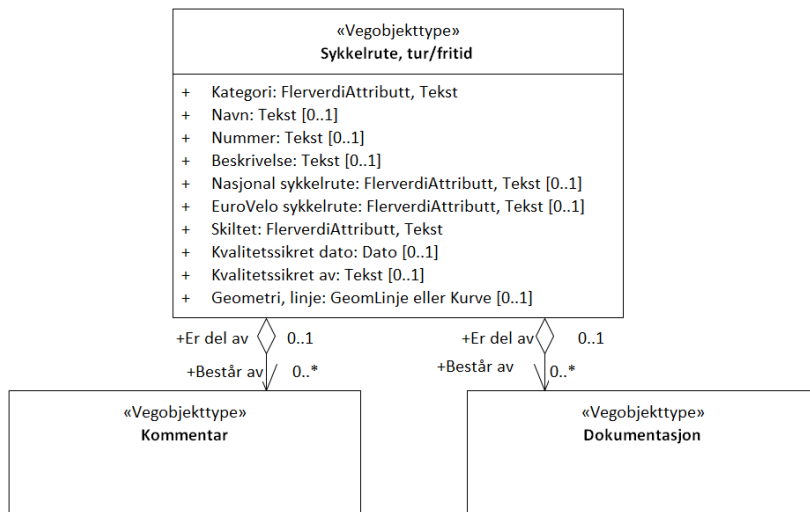 «Vegobjekttype»
Sykkelrute, tur/fritid
+ Kategori: FlerverdiAttributt, Tekst
+ Navn: Tekst [0..1]
+ Nummer: Tekst [0..1]
+ Beskrivelse: Tekst [0..1]
+ Nasjonal sykkelrute: FlerverdiAttributt, Tekst [0..1]
+ EuroVelo sykkelrute: FlerverdiAttributt, Tekst [0..1]
+ Skiltet: FlerverdiAttributt, Tekst
+ Kvalitetssikret dato: Dato [0..1]
+ Kvalitetssikret av: Tekst [0..1]
+ Geometri, linje: GeomLinje eller Kurve [0..1]
+Er del av 0..1 +Er del av 0..1
+Består av 0..* +Består av 0..*
«Vegobjekttype» «Vegobjekttype»
Kommentar Dokumentasjon